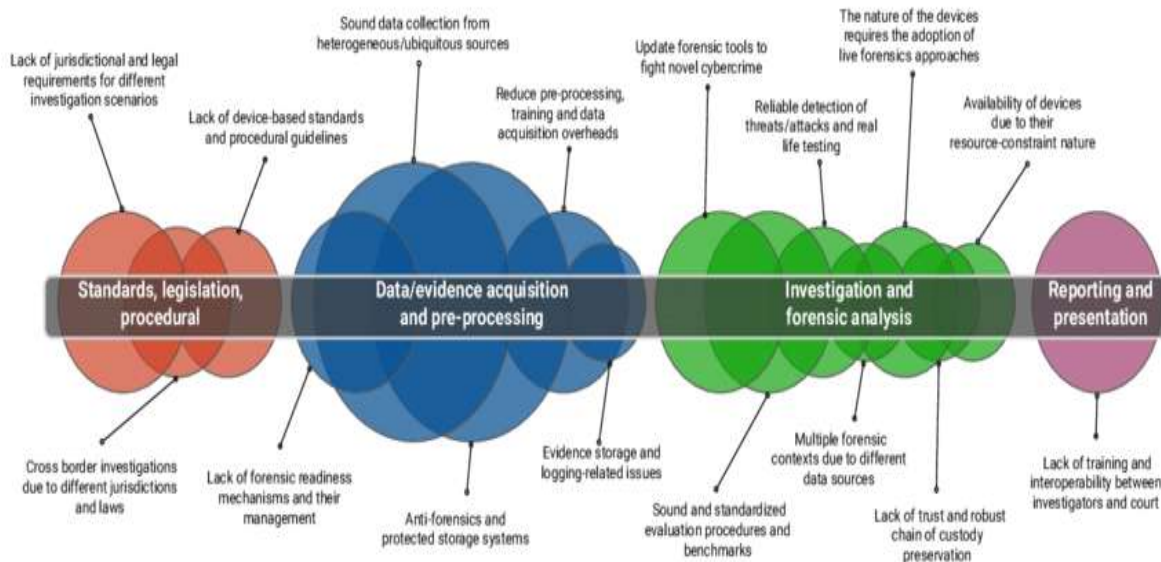 Lack of jurisdictional and legal
requirements for different
investigation scenarios
Lack of device-based standards
and procedural guidelines
Sound data collection from
heterogeneous/ubiquitous sources
Reduce pre-processing,
training and data
acquisition overheads
Update forensic tools to
fight novel cybercrime
Reliable detection of
threats/attacks and real
life testing
The nature of the devices
requires the adoption of
live forensics approaches
Availability of devices
due to their
resource-constraint nature
Standards, legislation,
procedural
Data/evidence acquisition
and pre-processing
Investigation and
forensic analysis
Reporting and
presentation
Cross border investigations
due to different jurisdictions
and laws
Lack of forensic readiness
mechanisms and their
management
Anti-forensics and
protected storage systems
Evidence storage and
logging-related issues
Sound and standardized
evaluation procedures and
benchmarks
Multiple forensic
contexts due to different
data sources
Lack of trust and robust
chain of custody
preservation
Lack of training and
interoperability between
investigators and court